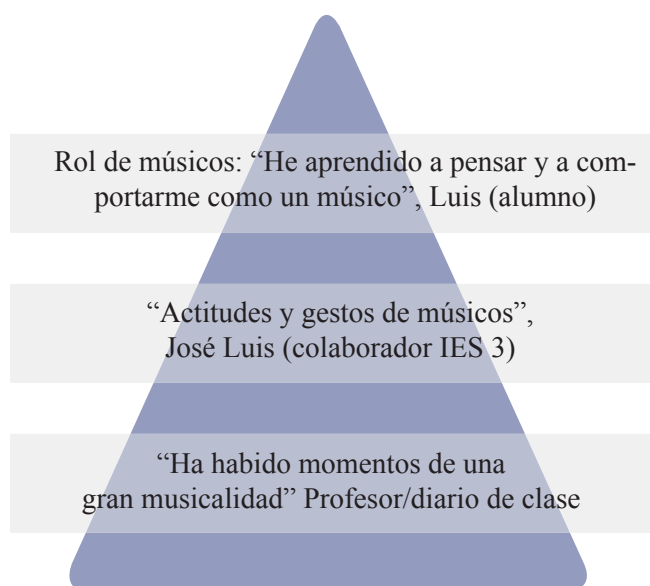 Rol de músicos: “He aprendido a pensar y a com-
portarme como un músico”, Luis (alumno)
“Actitudes y gestos de músicos”,
José Luis (colaborador IES 3)
“Ha habido momentos de una
gran musicalidad” Profesor/diario de clase